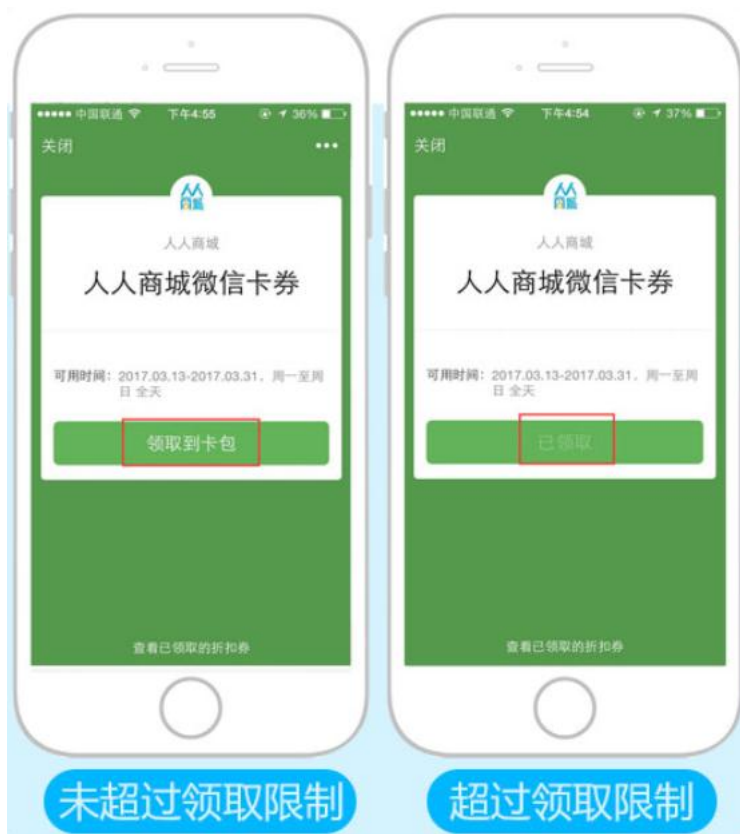 中国联通 下午4:55 36%
关闭
人人商城
人人商城微信卡券
可用时间: 2017.03.13-2017.03.31, 周一至周
日 全天
领取到卡包
查看已领取的折扣券
未超过领取限制
中国联通 下午4:54 37%
关闭
人人商城
人人商城微信卡券
可用时间: 2017.03.13-2017.03.31, 周一至周
日 全天
已领取
查看已领取的折扣券
超过领取限制